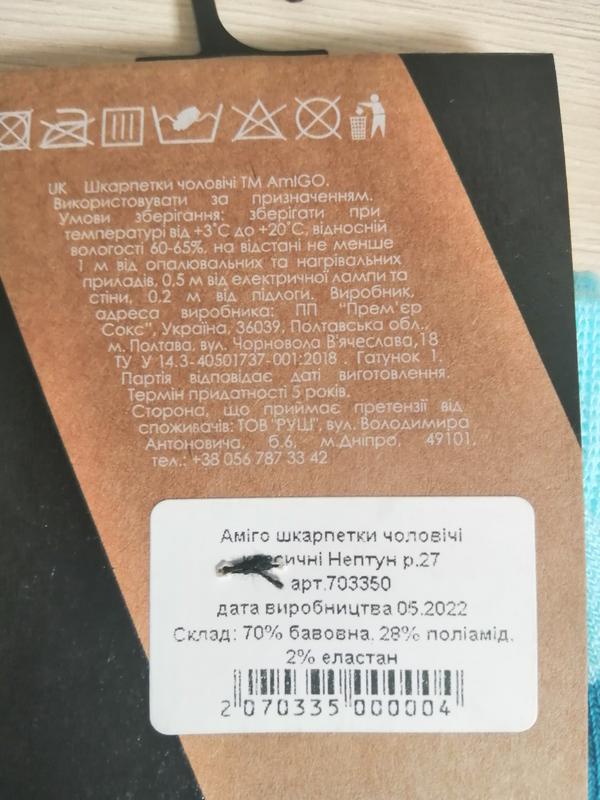 UK Шкарпетки чоловічі ТМ AmIGO.
Використовувати за призначенням.
Умови зберігання: зберігати при
температурі від +3˚С до +20˚С, відносній
вологості 60-65%, на відстані не менше
1 м від опалювальних та нагрівальних
приладів, 0,5 м від електричної лампи та
стіни, 0,2 м від підлоги. Виробник,
адреса виробника: ПП "Прем'єр
Сокс", Україна, 36039, Полтавська обл.,
м. Полтава, вул. Чорновола В'ячеслава,18
ТУ У 14.3-40501737-001:2018 . Гатунок 1.
Партія відповідає даті виготовлення.
Термін придатності 5 років.
Сторона, що приймає претензії від
споживачів: ТОВ "РУШ", вул. Володимира
Антоновича, б.6, м.Дніпро, 49101,
тел.: +38 056 787 33 42
Аміго шкарпетки чоловічі
Нептун р.27
арт.703350
дата виробництва 05.2022
Склад: 70% бавовна, 28% поліамід,
2% еластан
2 070335 000004